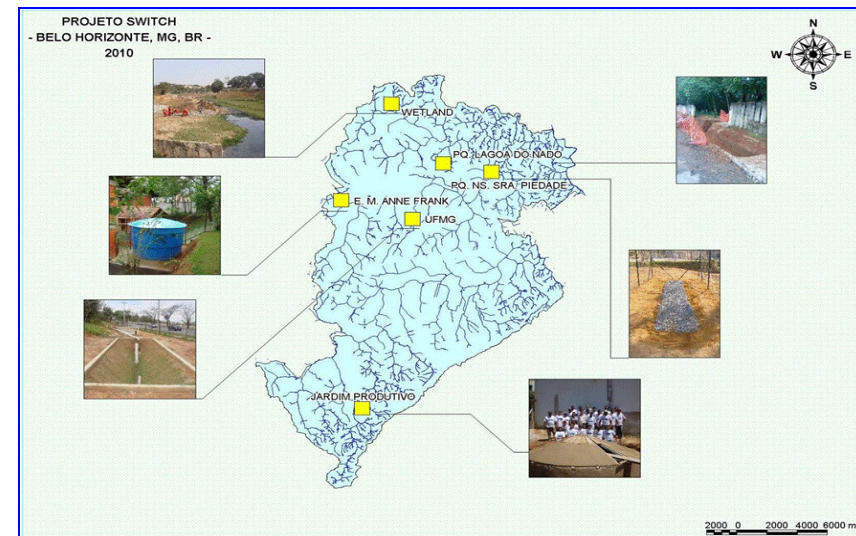 PROJETO SWITCH
- BELO HORIZONTE, MG, BR -
2010
N
W
E
S
WETLAND
PQ. LAGOA DO NADO
PQ. NS. SRA. PIEDADE
E. M. ANNE FRANK
UFMG
JARDIM PRODUTIVO
2000 0 2000 4000 6000 m